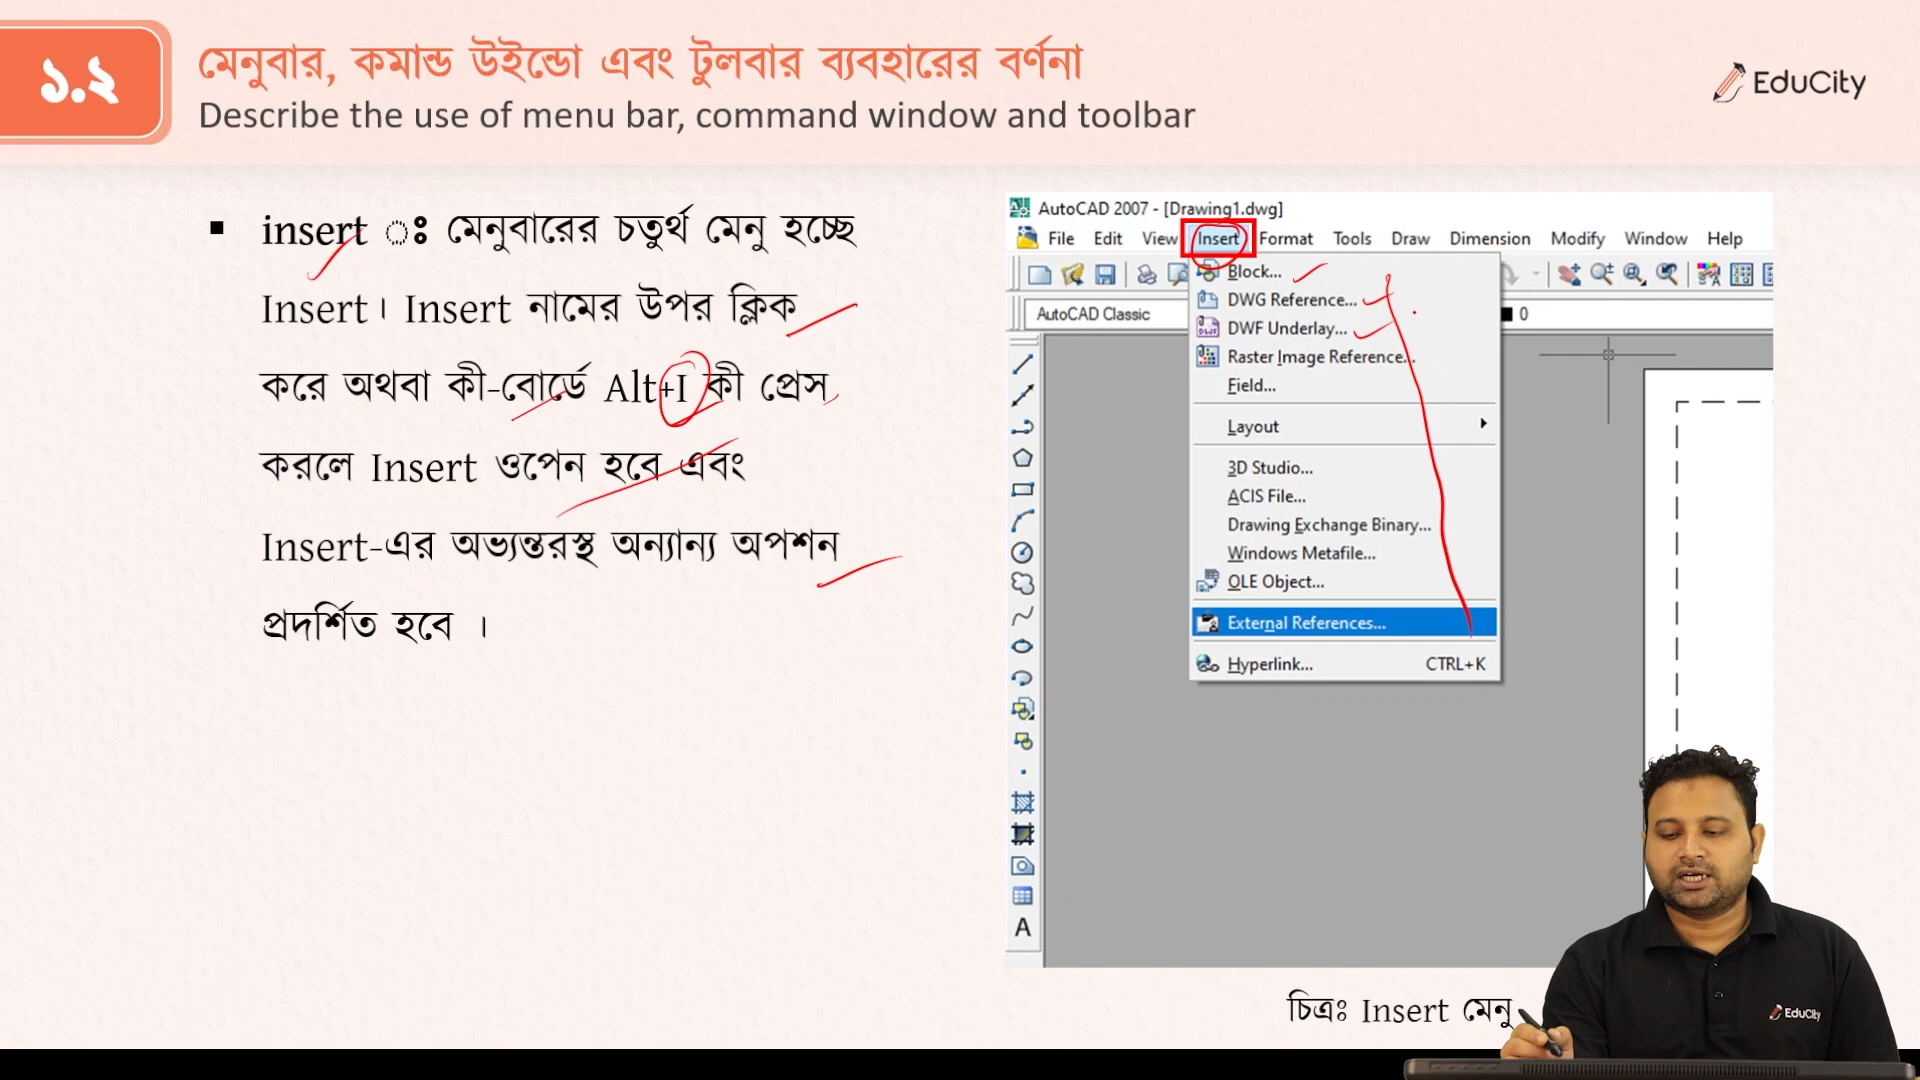 ১.২
মেনুবার, কমান্ড উইন্ডো এবং টুলবার ব্যবহারের বর্ণনা
Describe the use of menu bar, command window and toolbar
EduCity
insert ঃ মেনুবারের চতুর্থ মেনু হচ্ছে
Insert। Insert নামের উপর ক্লিক
করে অথবা কী-বোর্ডে Alt+I কী প্রেস
করলে Insert ওপেন হবে এবং
Insert-এর অভ্যন্তরস্থ অন্যান্য অপশন
প্রদর্শিত হবে ।
AutoCAD 2007 - [Drawing1.dwg]
File Edit View Insert Format Tools Draw Dimension Modify Window Help
AutoCAD Classic
0
Block...
DWG Reference...
DWF Underlay...
Raster Image Reference...
Field...
Layout
3D Studio...
ACIS File...
Drawing Exchange Binary...
Windows Metafile...
OLE Object...
External References...
Hyperlink... CTRL+K
A
চিত্রঃ Insert মেনু
EduCity